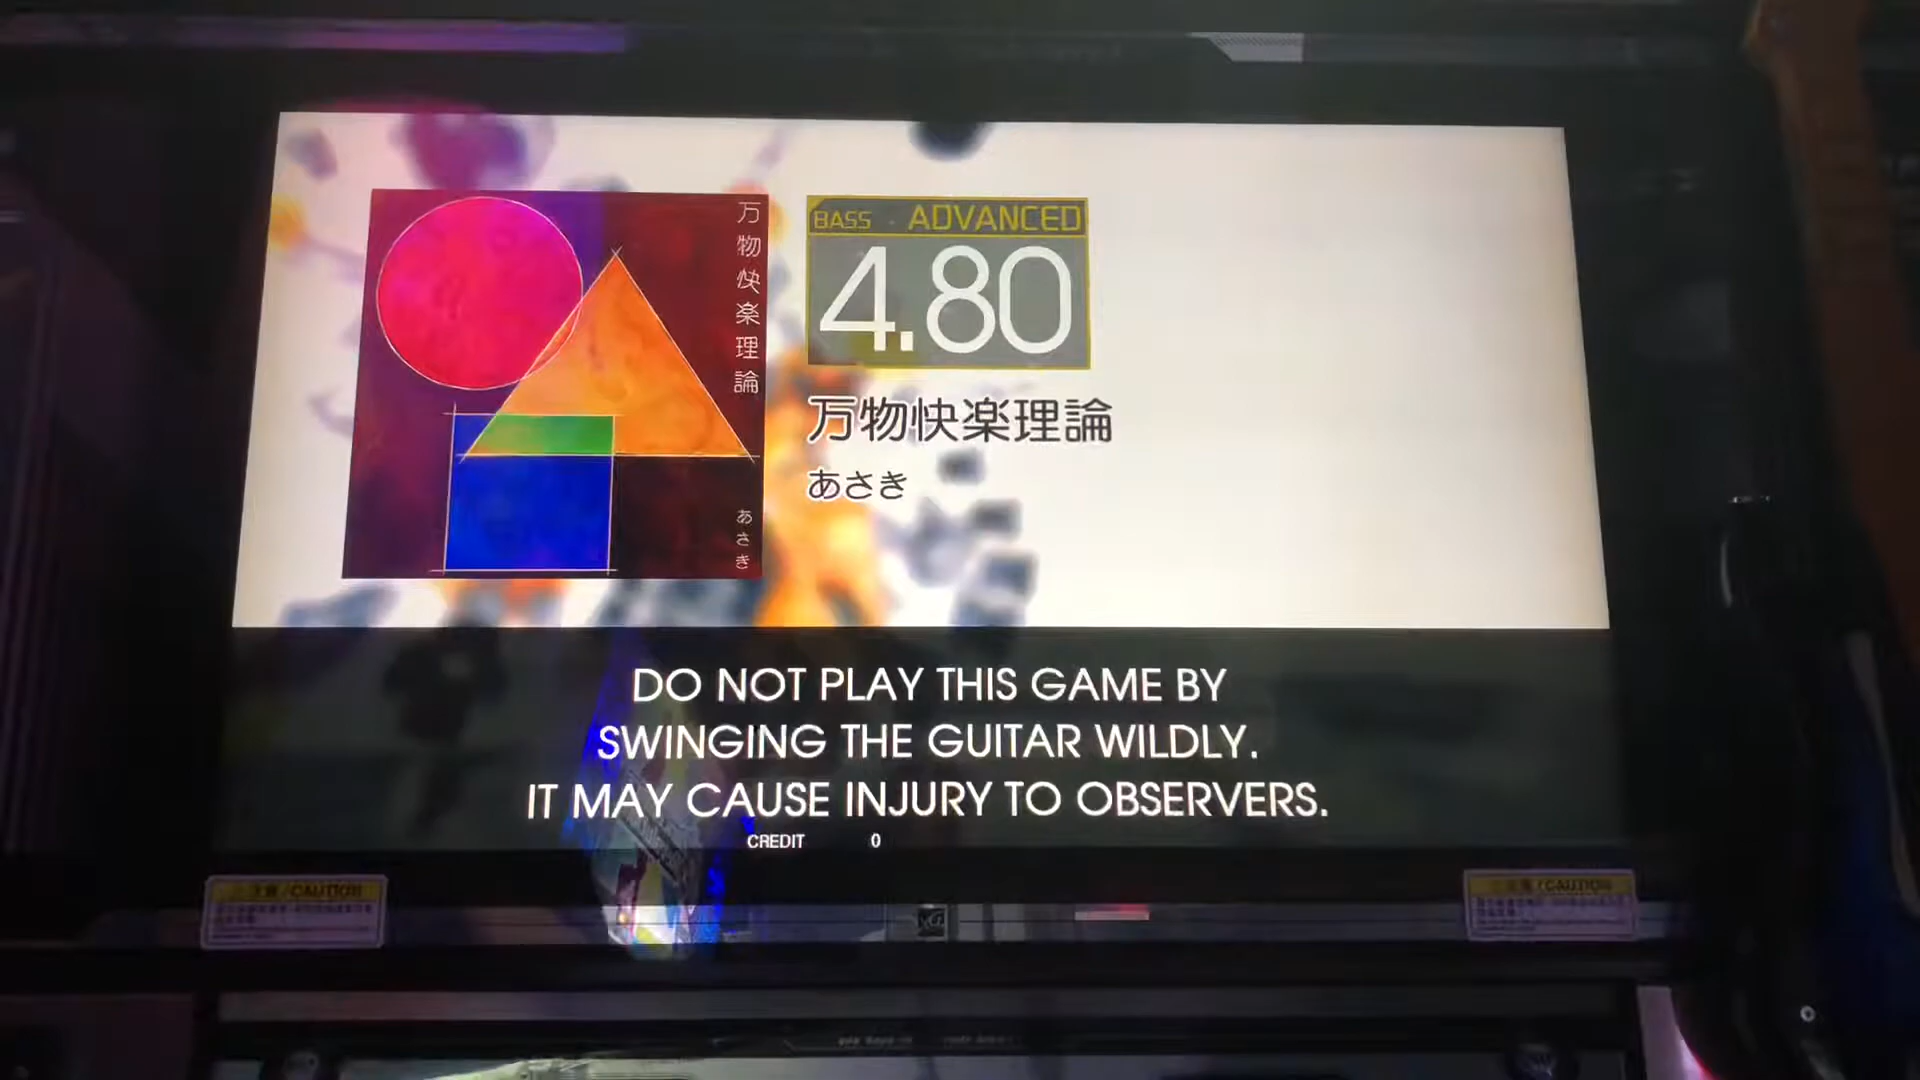 万物快楽理論
あさき
BASS ADVANCED
4.80
万物快楽理論
あさき
DO NOT PLAY THIS GAME BY
SWINGING THE GUITAR WILDLY.
IT MAY CAUSE INJURY TO OBSERVERS.
CREDIT 0
注意/CAUTION
注意/CAUTION